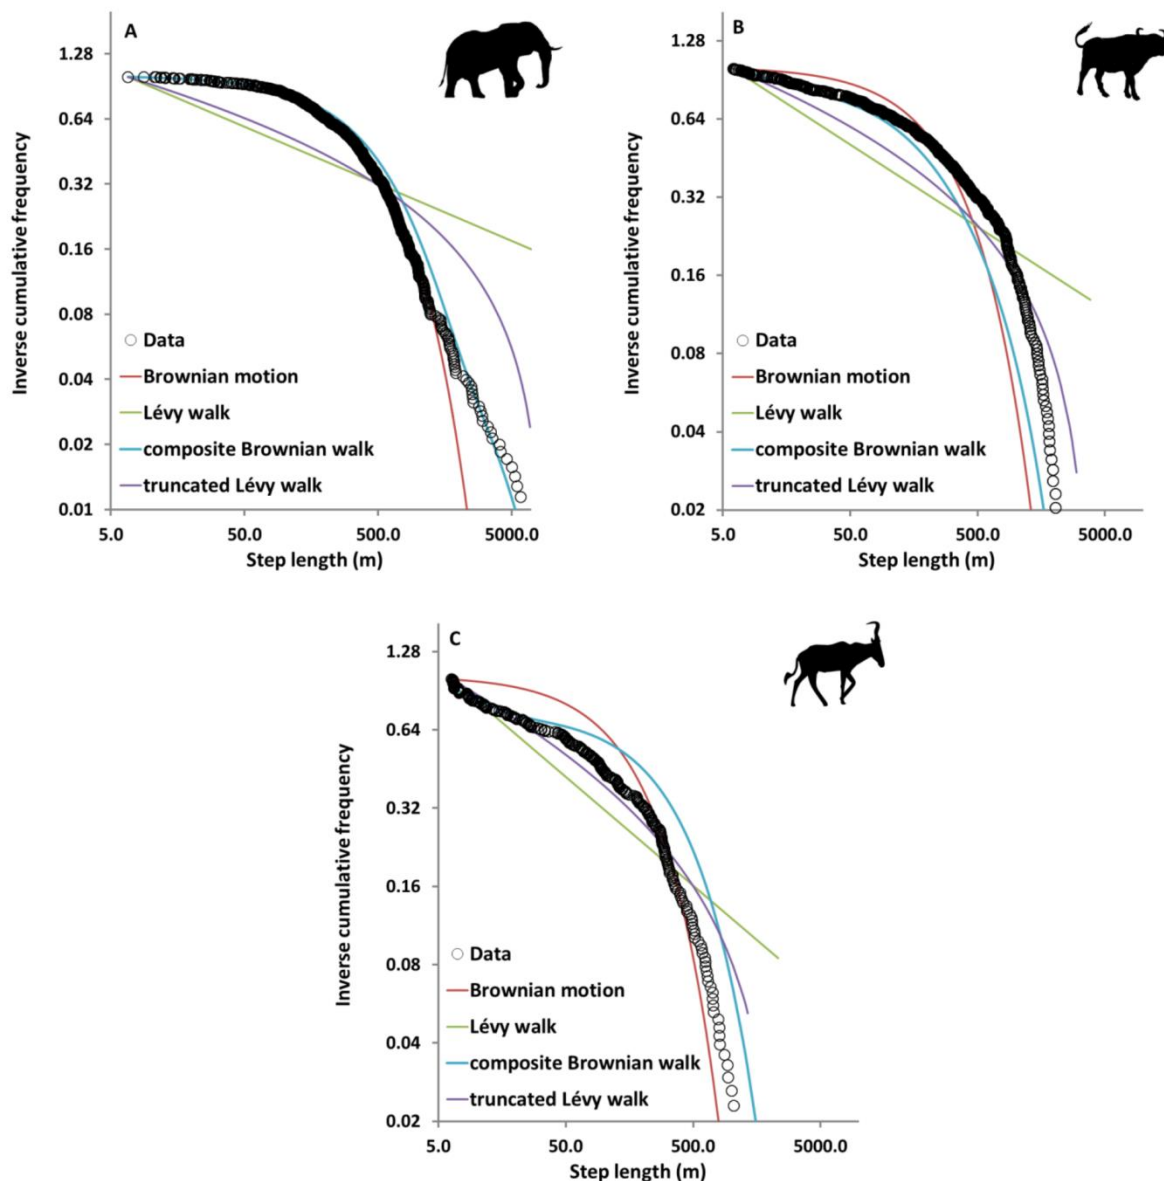 A
1.28
0.64
0.32
0.16
0.08
0.04
0.02
0.01
Inverse cumulative frequency
Data
Brownian motion
Lévy walk
composite Brownian walk
truncated Lévy walk
5.0
50.0
500.0
5000.0
Step length (m)
B
1.28
0.64
0.32
0.16
0.08
0.04
0.02
Inverse cumulative frequency
Data
Brownian motion
Lévy walk
composite Brownian walk
truncated Lévy walk
5.0
50.0
500.0
5000.0
Step length (m)
C
1.28
0.64
0.32
0.16
0.08
0.04
0.02
Inverse cumulative frequency
Data
Brownian motion
Lévy walk
composite Brownian walk
truncated Lévy walk
5.0
50.0
500.0
5000.0
Step length (m)